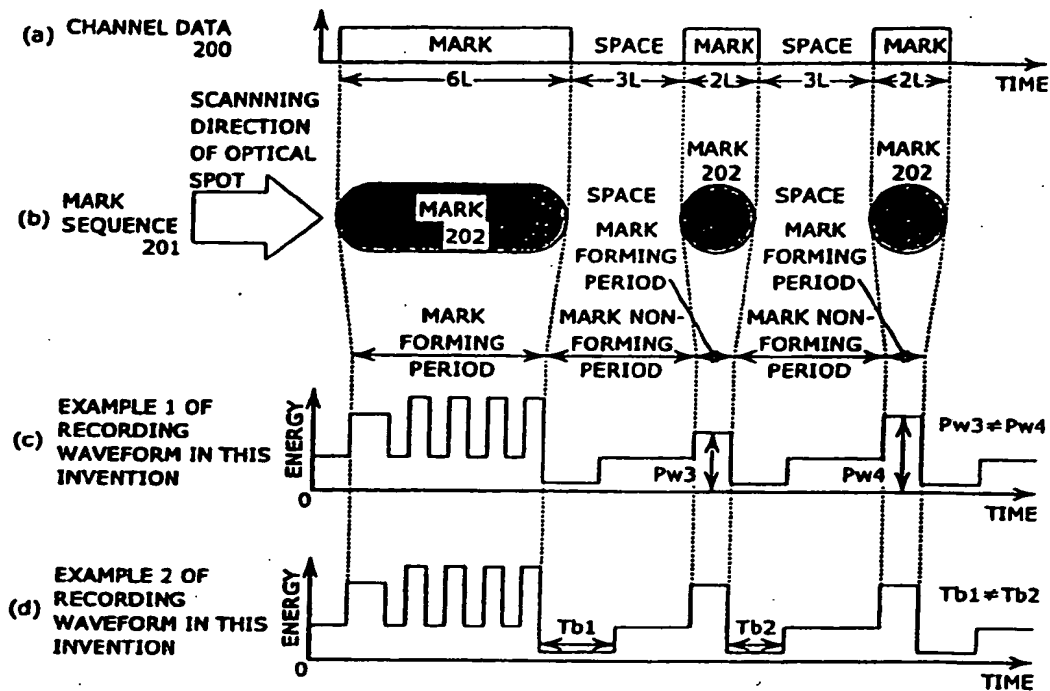 (a) CHANNEL DATA
200
MARK SPACE MARK SPACE MARK
6L 3L 2L 3L 2L
TIME
SCANNNING
DIRECTION
OF OPTICAL
SPOT
(b) MARK
SEQUENCE
201
MARK
202
SPACE
MARK
202
SPACE
MARK
202
MARK
FORMING
PERIOD
MARK
FORMING
PERIOD
MARK
FORMING
PERIOD
MARK NON-
FORMING
PERIOD
MARK NON-
FORMING
PERIOD
(c) EXAMPLE 1 OF
RECORDING
WAVEFORM IN THIS
INVENTION
ENERGY
0
Pw3
Pw4
Pw3≠Pw4
TIME
(d) EXAMPLE 2 OF
RECORDING
WAVEFORM IN THIS
INVENTION
ENERGY
0
Tb1
Tb2
Tb1≠Tb2
TIME